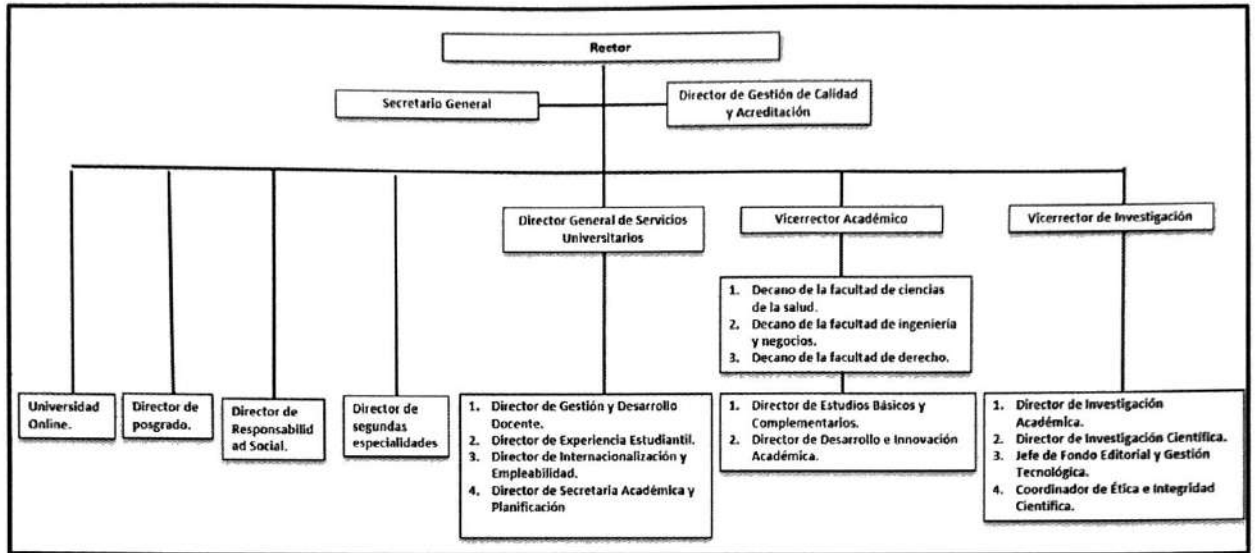 Rector
Secretario General
Director de Gestión de Calidad
y Acreditación
Director General de Servicios
Universitarios
Vicerrector Académico
Vicerrector de Investigación
1. Decano de la facultad de ciencias
de la salud.
2. Decano de la facultad de ingeniería
y negocios.
3. Decano de la facultad de derecho.
Universidad
Online.
Director de
posgrado.
Director de
Responsabilid
ad Social.
Director de
segundas
especialidades
1. Director de Gestión y Desarrollo
Docente.
2. Director de Experiencia Estudiantil.
3. Director de Internacionalización y
Empleabilidad.
4. Director de Secretaria Académica y
Planificación
1. Director de Estudios Básicos y
Complementarios.
2. Director de Desarrollo e Innovación
Académica.
1. Director de Investigación
Académica.
2. Director de Investigación Científica.
3. Jefe de Fondo Editorial y Gestión
Tecnológica.
4. Coordinador de Ética e Integridad
Científica.